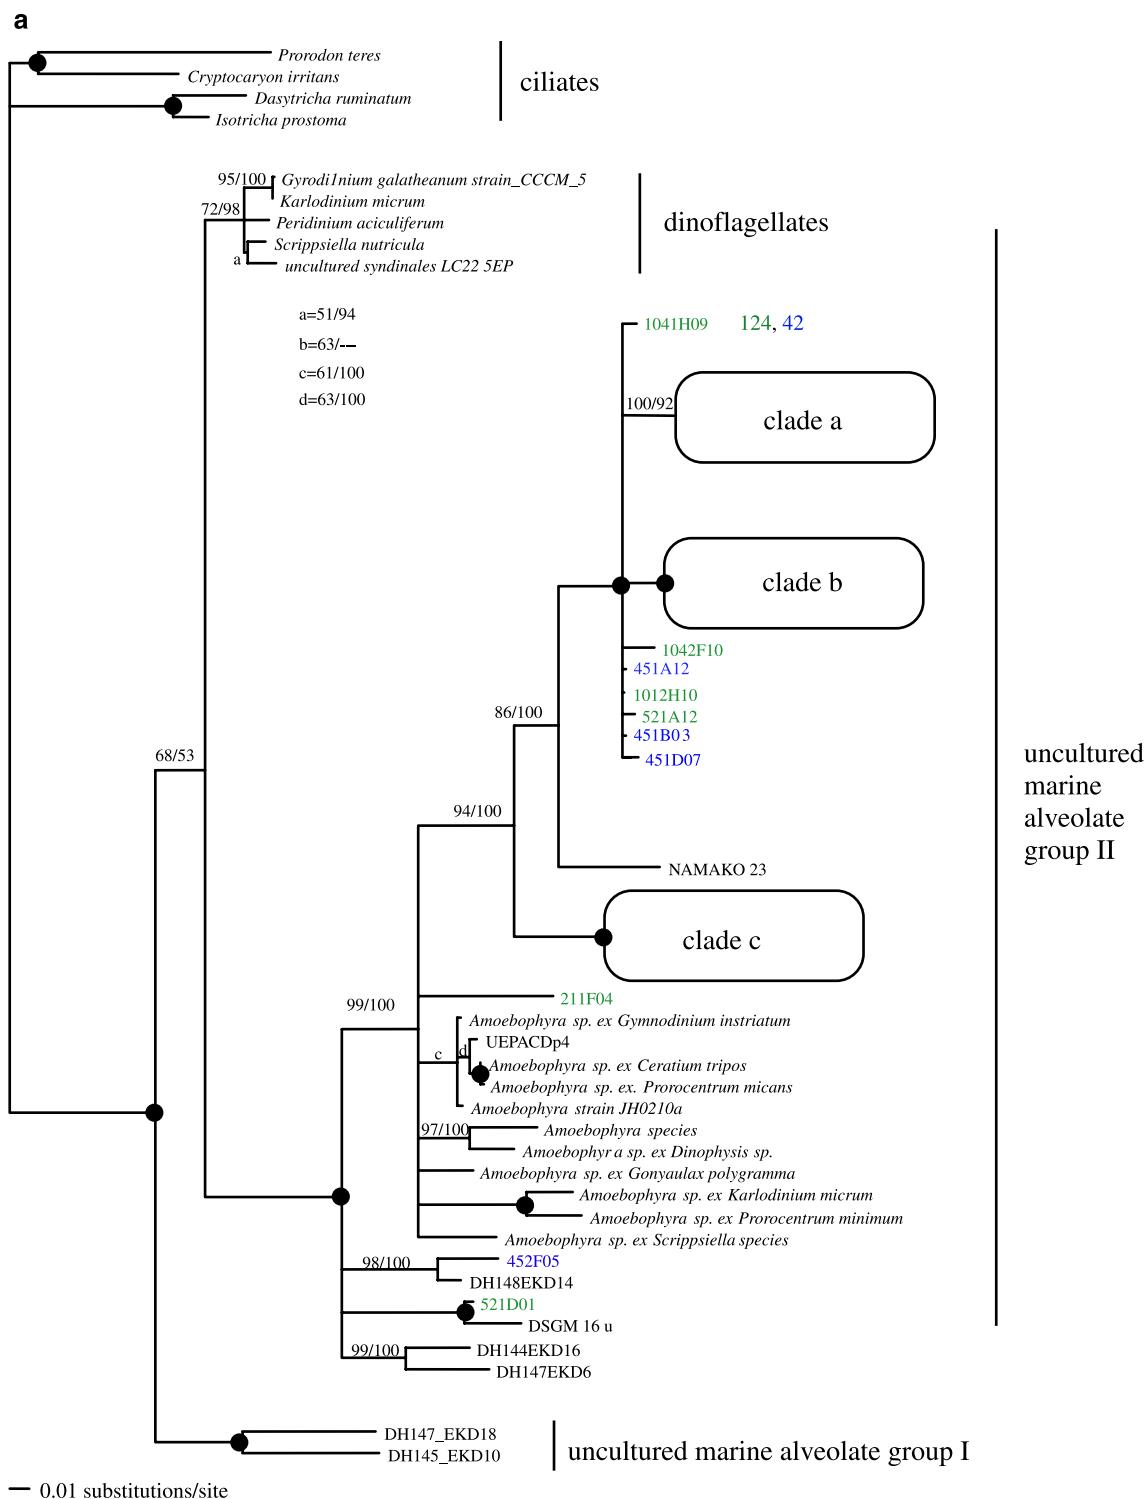 a
Prorodon teres
Cryptocaryon irritans
ciliates
Dasytricha ruminatum
Isotricha prostoma
95/100
Gyrodi1nium galatheanum strain_CCCM_5
Karlodinium micrum
72/98
Peridinium aciculiferum
dinoflagellates
Scrippsiella nutricula
a
uncultured syndinales LC22 5EP
a=51/94
1041H09 124, 42
b=63/---
c=61/100
d=63/100
100/92
clade a
clade b
1042F10
451A12
1012H10
86/100
521A12
451B03
68/53
451D07
uncultured
marine
alveolate
group II
94/100
NAMAKO 23
clade c
99/100
211F04
Amoebophyra sp. ex Gymnodinium instriatum
UEPACDp4
c
d
Amoebophyra sp. ex Ceratium tripos
Amoebophyra sp. ex. Prorocentrum micans
Amoebophyra strain JH0210a
97/100
Amoebophyra species
Amoebophyra sp. ex Dinophysis sp.
Amoebophyra sp. ex Gonyaulax polygramma
Amoebophyra sp. ex Karlodinium micrum
Amoebophyra sp. ex Prorocentrum minimum
Amoebophyra sp. ex Scrippsiella species
98/100
452F05
DH148EKD14
521D01
DSGM 16 u
99/100
DH144EKD16
DH147EKD6
DH147_EKD18
DH145_EKD10
uncultured marine alveolate group I
0.01 substitutions/site